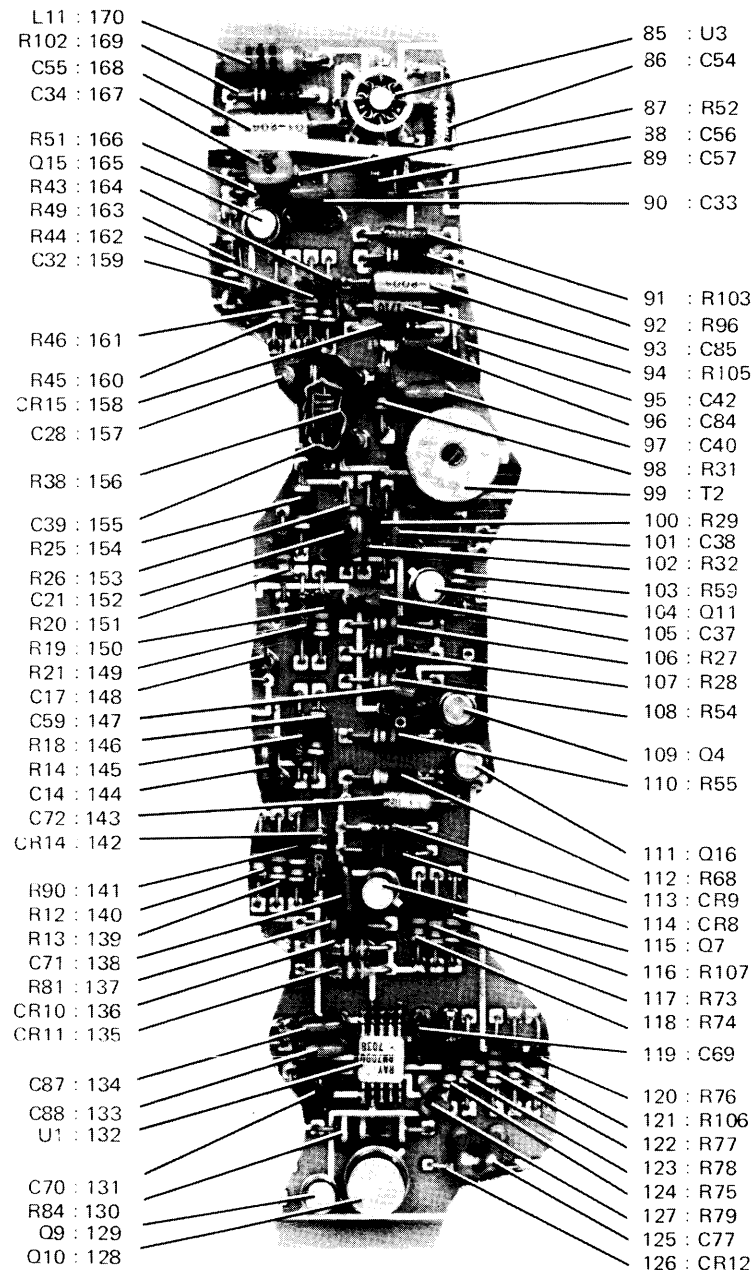 L11 : 170
R102 : 169
C55 : 168
C34 : 167
R51 : 166
Q15 : 165
R43 : 164
R49 : 163
R44 : 162
C32 : 159
R46 : 161
R45 : 160
CR15 : 158
C28 : 157
R38 : 156
C39 : 155
R25 : 154
R26 : 153
C21 : 152
R20 : 151
R19 : 150
R21 : 149
C17 : 148
C59 : 147
R18 : 146
R14 : 145
C14 : 144
C72 : 143
CR14 : 142
R90 : 141
R12 : 140
R13 : 139
C71 : 138
R81 : 137
CR10 : 136
CR11 : 135
C87 : 134
C88 : 133
U1 : 132
C70 : 131
R84 : 130
Q9 : 129
Q10 : 128
RAY
7038
85 : U3
86 : C54
87 : R52
88 : C56
89 : C57
90 : C33
91 : R103
92 : R96
93 : C85
94 : R105
95 : C42
96 : C84
97 : C40
98 : R31
99 : T2
100 : R29
101 : C38
102 : R32
103 : R59
104 : Q11
105 : C37
106 : R27
107 : R28
108 : R54
109 : Q4
110 : R55
111 : Q16
112 : R68
113 : CR9
114 : CR8
115 : Q7
116 : R107
117 : R73
118 : R74
119 : C69
120 : R76
121 : R106
122 : R77
123 : R78
124 : R75
127 : R79
125 : C77
126 : CR12